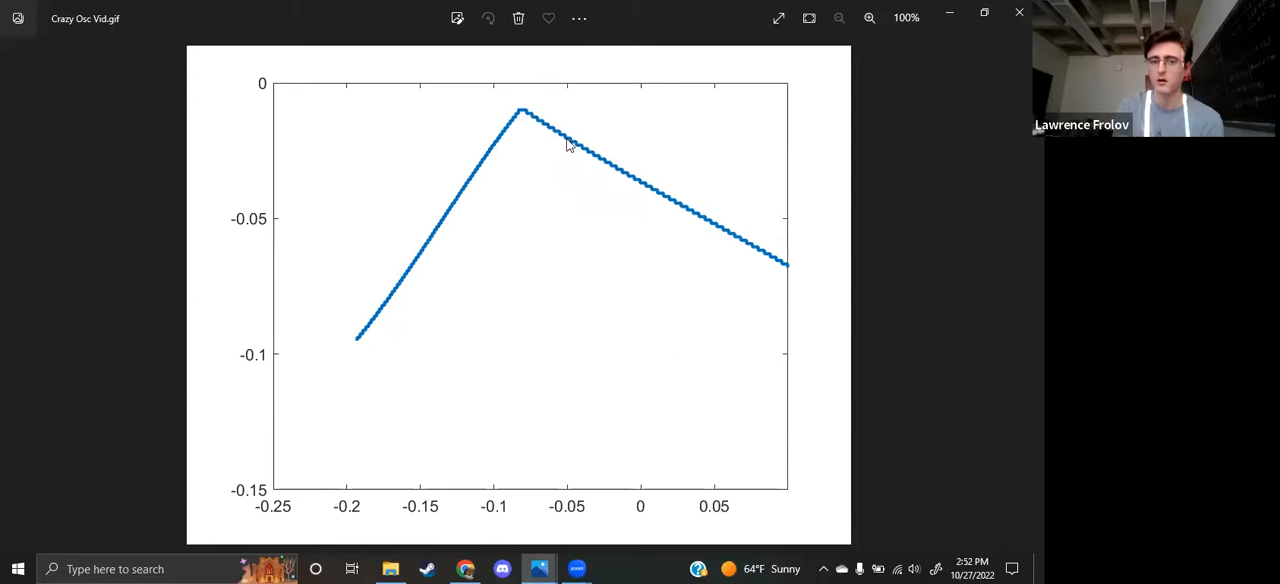 Crazy Osc Vid.gif
100%
Lawrence Frolov
0
-0.05
-0.1
-0.15
-0.25
-0.2
-0.15
-0.1
-0.05
0
0.05
Type here to search
zoom
64°F Sunny
2:52 PM
10/27/2022